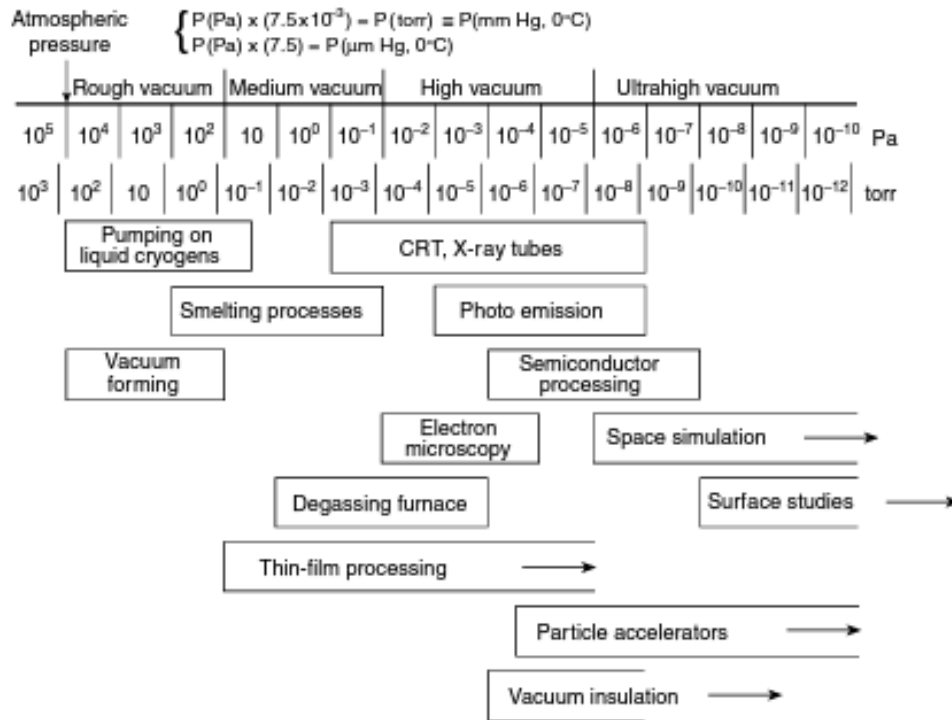 Atmospheric
pressure
P(Pa) x (7.5x10⁻³) = P(torr) ≡ P(mm Hg, 0°C)
P(Pa) x (7.5) = P(μm Hg, 0°C)
Rough vacuum Medium vacuum High vacuum Ultrahigh vacuum
10⁵ 10⁴ 10³ 10² 10 10⁰ 10⁻¹ 10⁻² 10⁻³ 10⁻⁴ 10⁻⁵ 10⁻⁶ 10⁻⁷ 10⁻⁸ 10⁻⁹ 10⁻¹⁰ Pa
10³ 10² 10 10⁰ 10⁻¹ 10⁻² 10⁻³ 10⁻⁴ 10⁻⁵ 10⁻⁶ 10⁻⁷ 10⁻⁸ 10⁻⁹ 10⁻¹⁰ 10⁻¹¹ 10⁻¹² torr
Pumping on
liquid cryogens
CRT, X-ray tubes
Smelting processes
Photo emission
Vacuum
forming
Semiconductor
processing
Electron
microscopy
Space simulation
Degassing furnace
Surface studies
Thin-film processing
Particle accelerators
Vacuum insulation